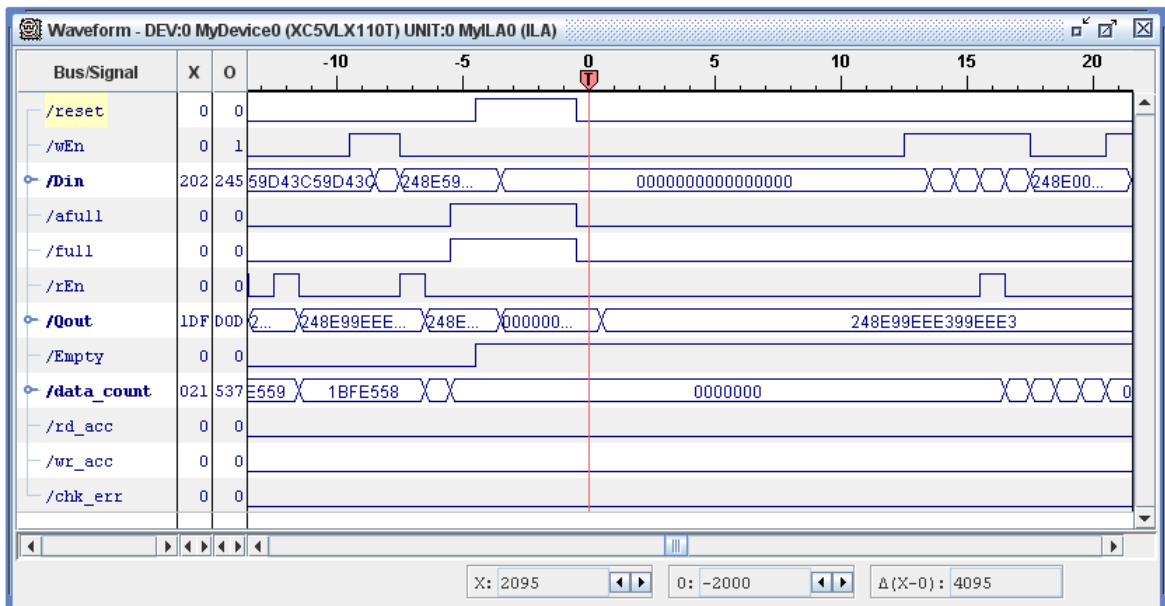 Waveform - DEV:0 MyDevice0 (XC5VLX110T) UNIT:0 MyILA0 (ILA)
Bus/Signal X O -10 -5 0 5 10 15 20
T
/reset 0 0
/wEn 0 1
/Din 202 245 59D43C59D43C 248E59... 0000000000000000 248E00...
/afull 0 0
/full 0 0
/rEn 0 0
/Qout 1DF D0D 2... 248E99EEE... 248E... 000000... 248E99EEE399EEE3
/Empty 0 0
/data_count 021 537 E559 1BFE558 0000000 0
/rd_acc 0 0
/wr_acc 0 0
/chk_err 0 0
X: 2095 O: -2000 Δ(X-O): 4095